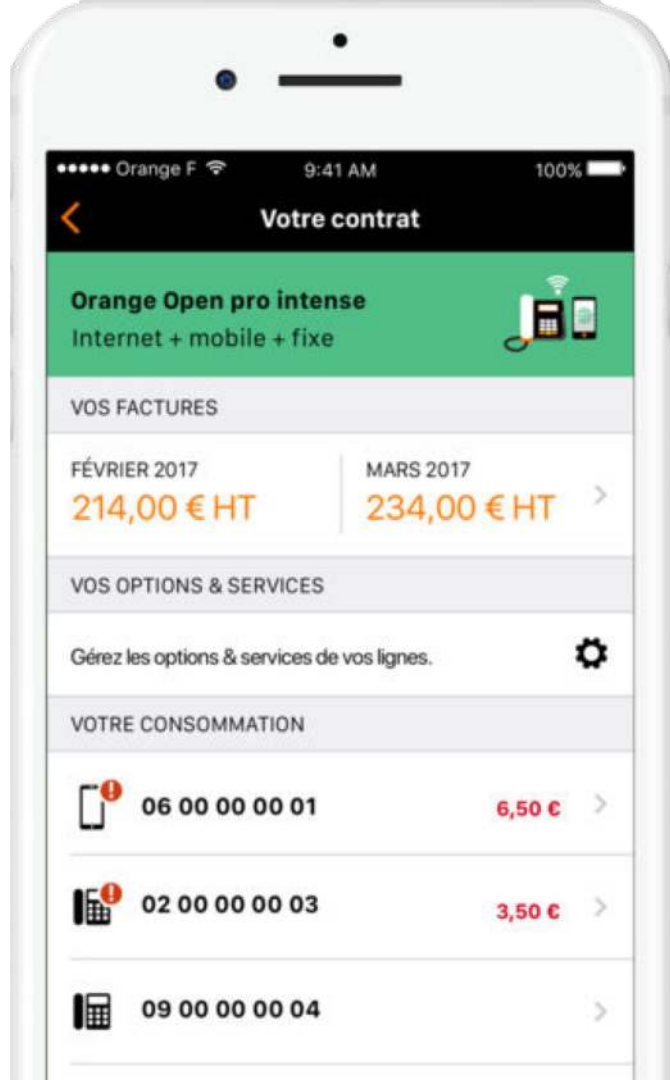 Orange F 9:41 AM 100%
Votre contrat
Orange Open pro intense
Internet + mobile + fixe
VOS FACTURES
FÉVRIER 2017 MARS 2017
214,00 € HT 234,00 € HT
VOS OPTIONS & SERVICES
Gérez les options & services de vos lignes.
VOTRE CONSOMMATION
06 00 00 00 01 6,50 €
02 00 00 00 03 3,50 €
09 00 00 00 04